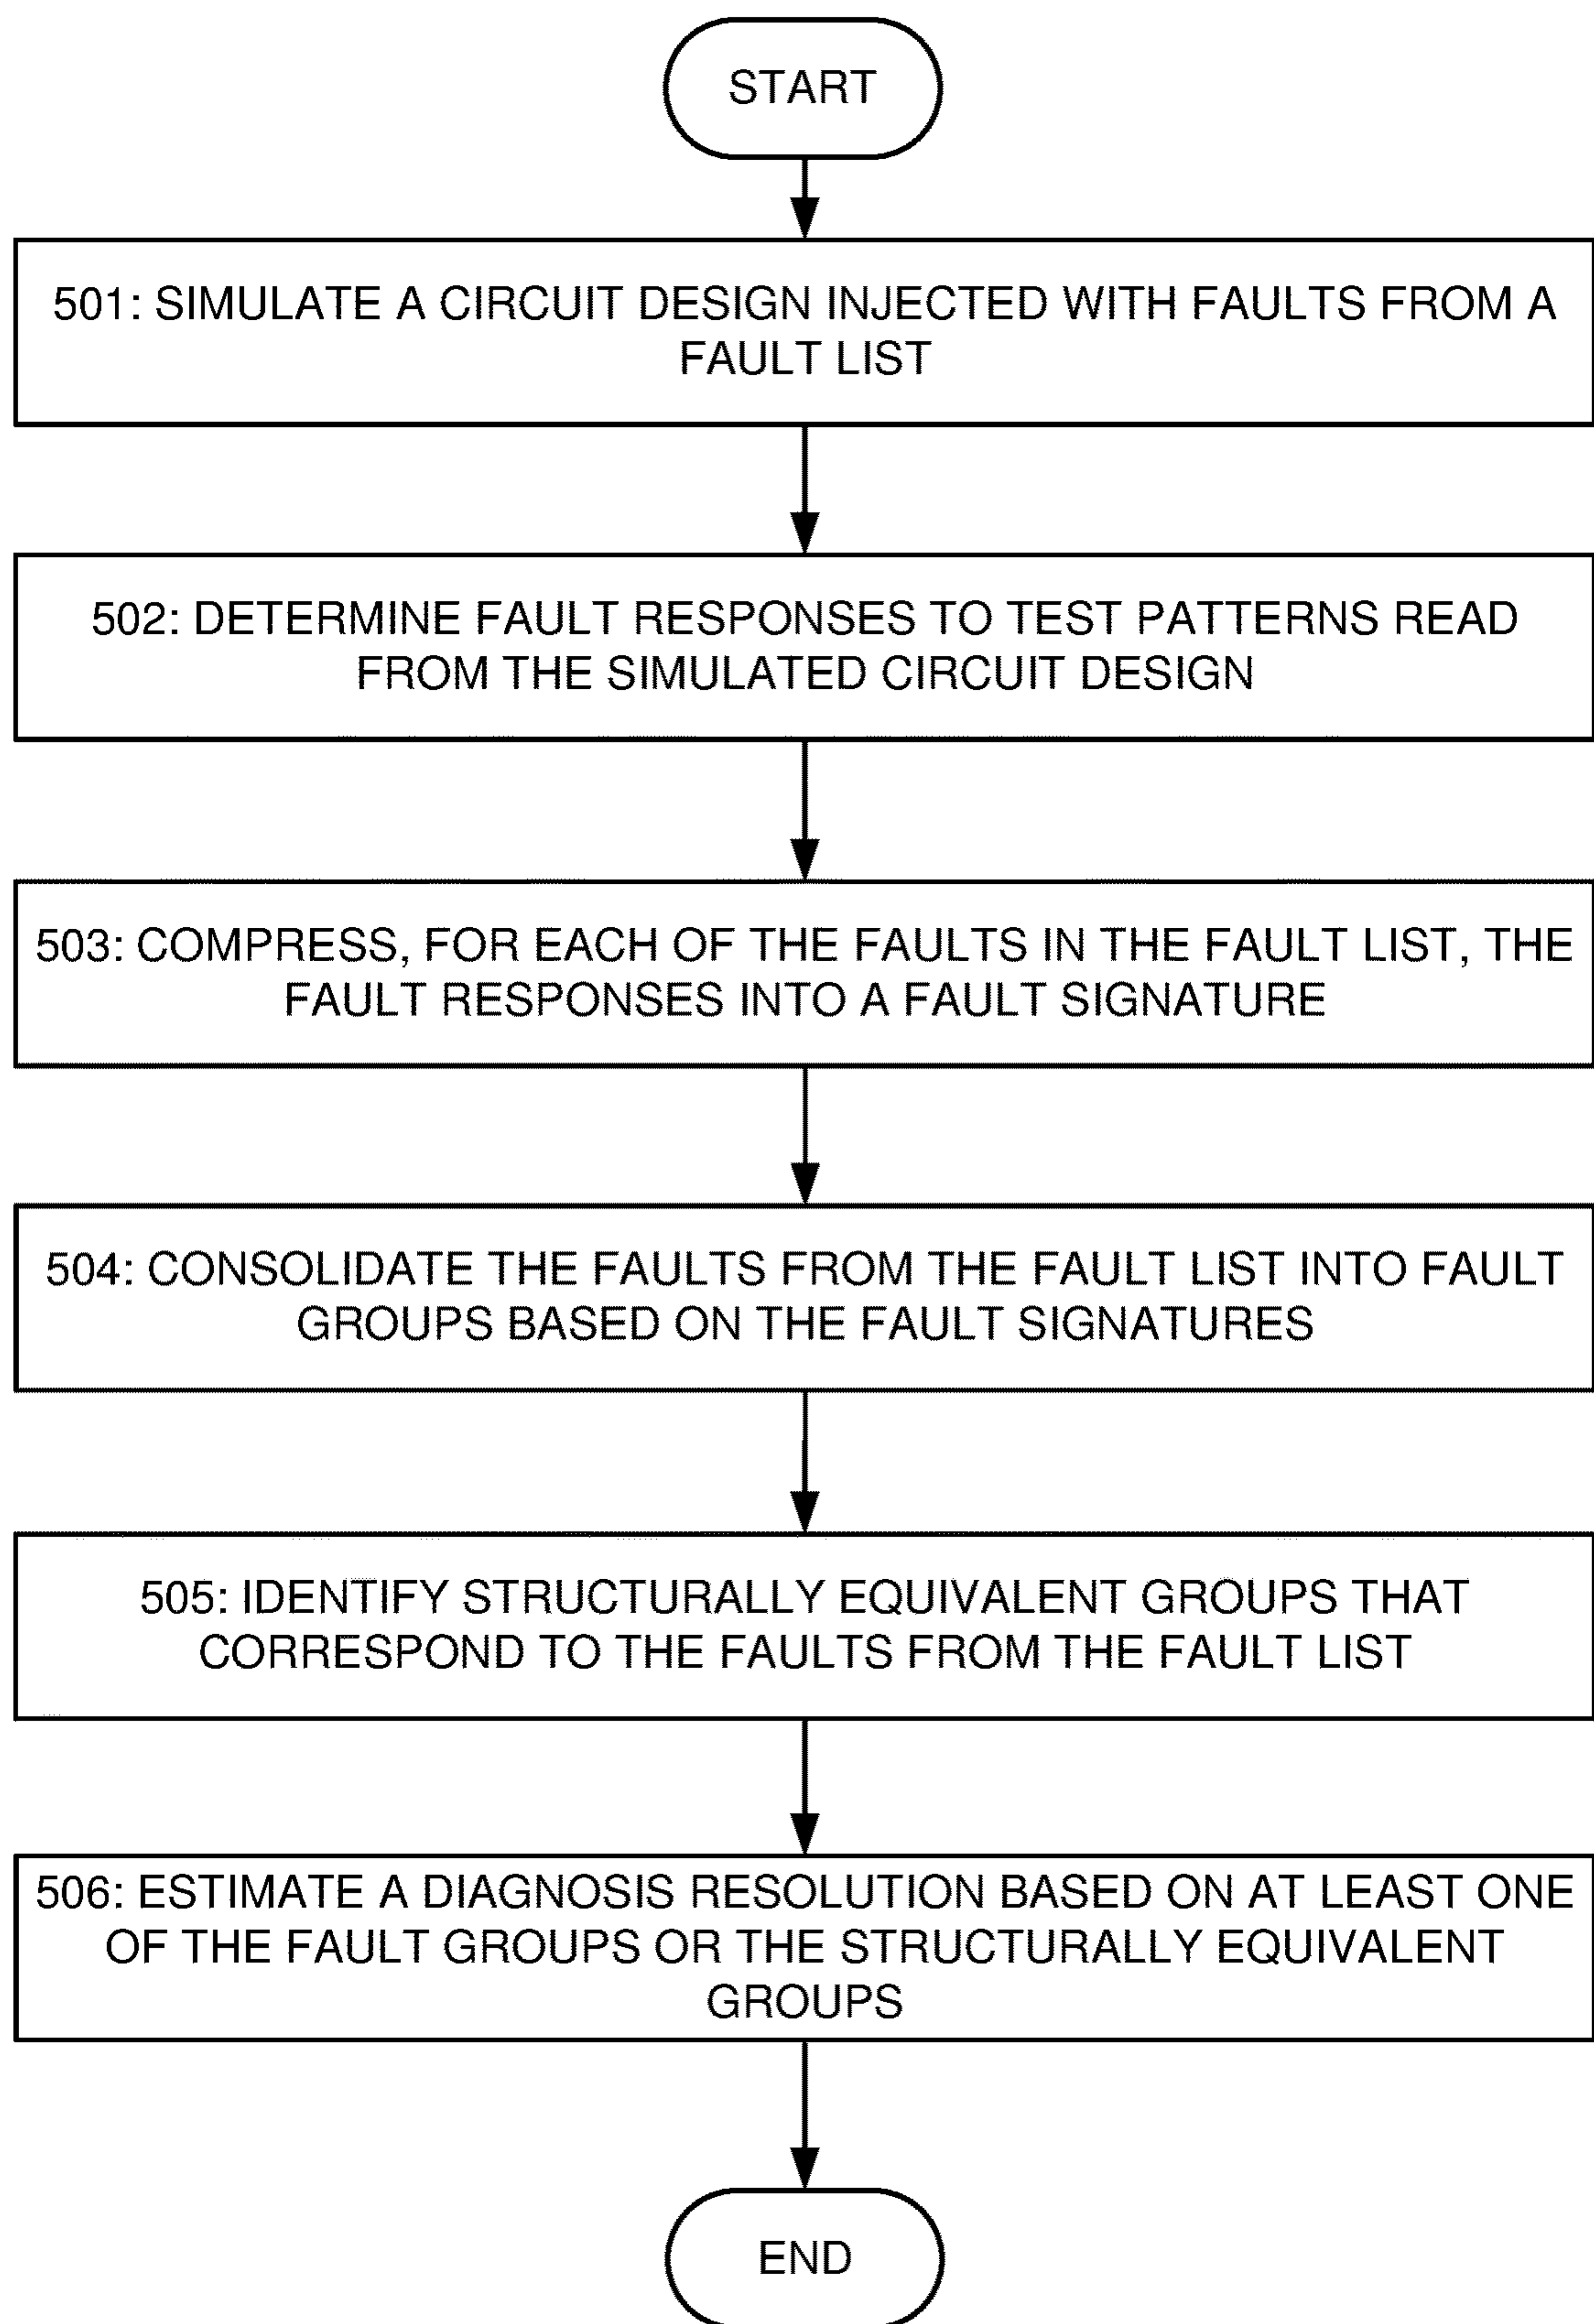 START
501: SIMULATE A CIRCUIT DESIGN INJECTED WITH FAULTS FROM A
FAULT LIST
502: DETERMINE FAULT RESPONSES TO TEST PATTERNS READ
FROM THE SIMULATED CIRCUIT DESIGN
503: COMPRESS, FOR EACH OF THE FAULTS IN THE FAULT LIST, THE
FAULT RESPONSES INTO A FAULT SIGNATURE
504: CONSOLIDATE THE FAULTS FROM THE FAULT LIST INTO FAULT
GROUPS BASED ON THE FAULT SIGNATURES
505: IDENTIFY STRUCTURALLY EQUIVALENT GROUPS THAT
CORRESPOND TO THE FAULTS FROM THE FAULT LIST
506: ESTIMATE A DIAGNOSIS RESOLUTION BASED ON AT LEAST ONE
OF THE FAULT GROUPS OR THE STRUCTURALLY EQUIVALENT
GROUPS
END